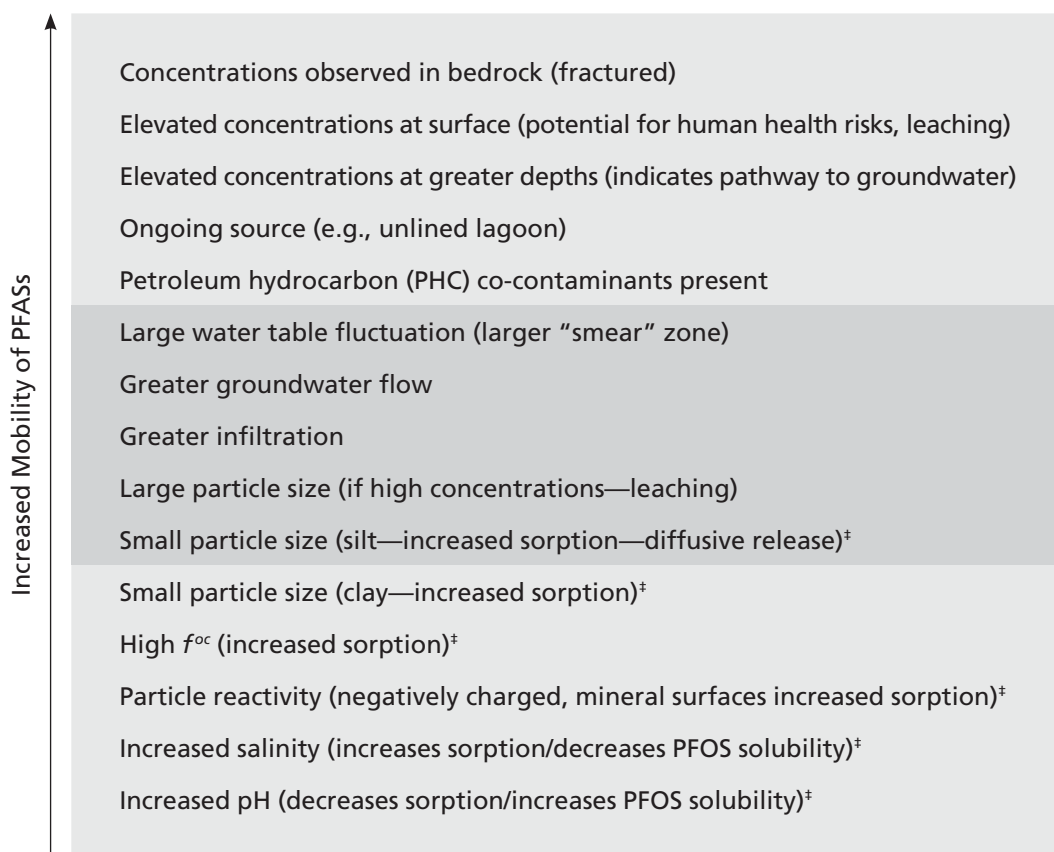 Concentrations observed in bedrock (fractured)
Elevated concentrations at surface (potential for human health risks, leaching)
Elevated concentrations at greater depths (indicates pathway to groundwater)
Ongoing source (e.g., unlined lagoon)
Petroleum hydrocarbon (PHC) co-contaminants present
Large water table fluctuation (larger “smear” zone)
Greater groundwater flow
Greater infiltration
Large particle size (if high concentrations—leaching)
Small particle size (silt—increased sorption—diffusive release)‡
Small particle size (clay—increased sorption)‡
High f oc (increased sorption)‡
Particle reactivity (negatively charged, mineral surfaces increased sorption)‡
Increased salinity (increases sorption/decreases PFOS solubility)‡
Increased pH (decreases sorption/increases PFOS solubility)‡
Increased Mobility of PFASs